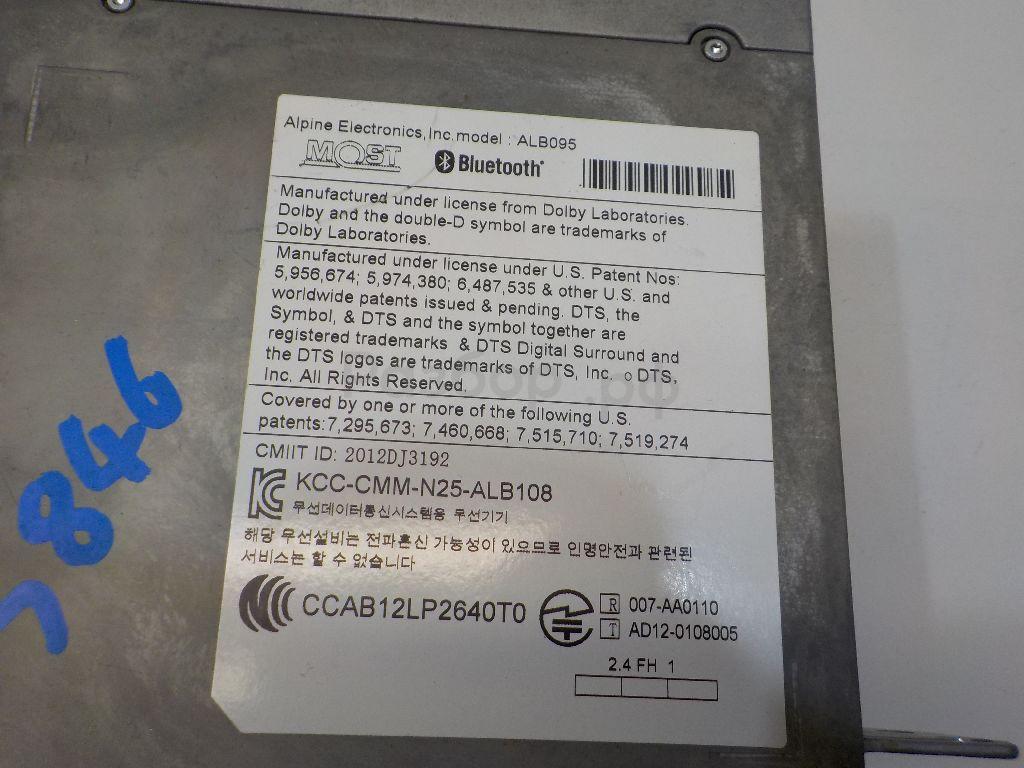 Alpine Electronics, Inc. model : ALB095
MOST Bluetooth
Manufactured under license from Dolby Laboratories.
Dolby and the double-D symbol are trademarks of
Dolby Laboratories.
Manufactured under license under U.S. Patent Nos:
5,956,674; 5,974,380; 6,487,535 & other U.S. and
worldwide patents issued & pending. DTS, the
Symbol, & DTS and the symbol together are
registered trademarks & DTS Digital Surround and
the DTS logos are trademarks of DTS, Inc. © DTS,
Inc. All Rights Reserved.
Covered by one or more of the following U.S.
patents:7,295,673; 7,460,668; 7,515,710; 7,519,274
CMIIT ID: 2012DJ3192
KCC-CMM-N25-ALB108
무선데이터통신시스템용 무선기기
해당 무선설비는 전파혼신 가능성이 있으므로 인명안전과 관련된
서비스는 할 수 없습니다
CCAB12LP2640T0
R 007-AA0110
T AD12-0108005
2.4 FH 1
7846